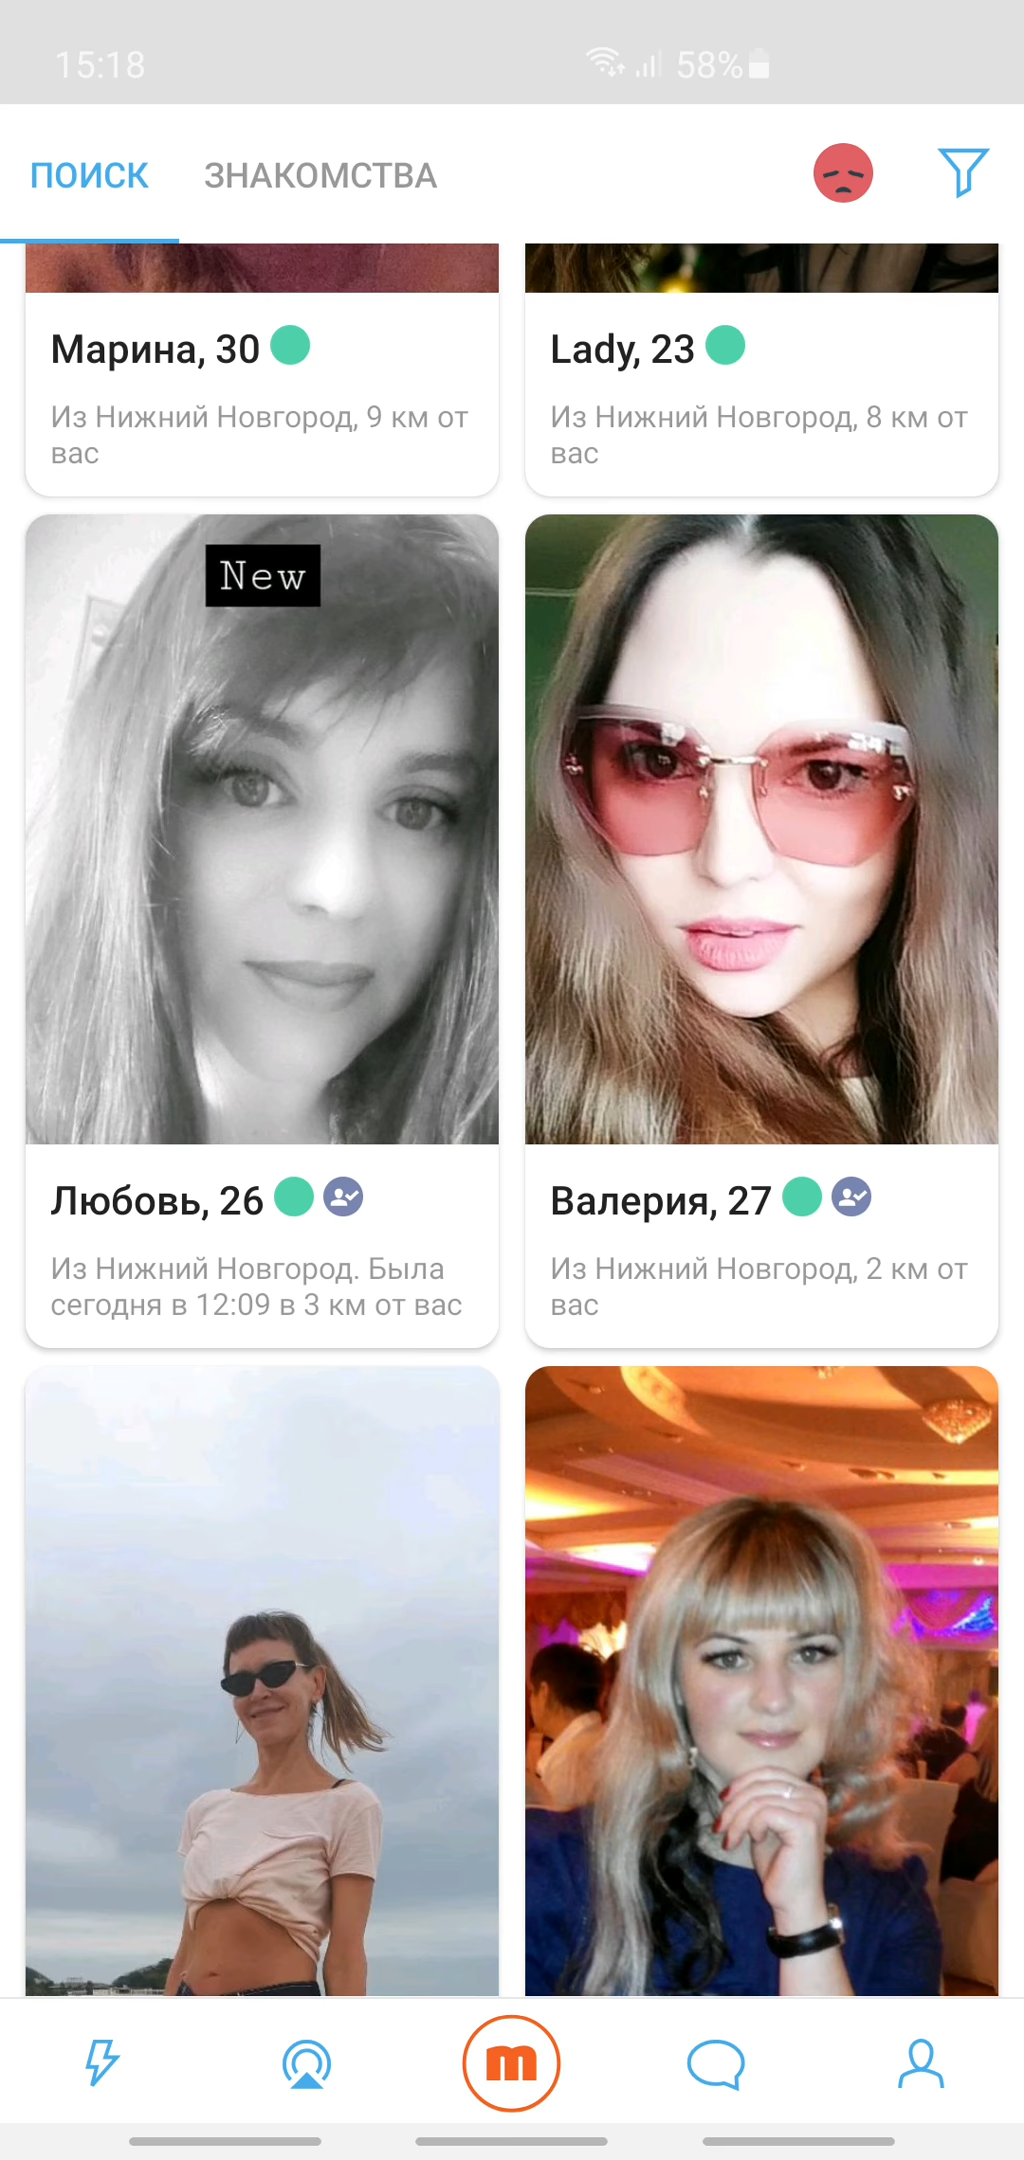 15:18
58%
ПОИСК
ЗНАКОМСТВА
Марина, 30
Из Нижний Новгород, 9 км от
вас
Lady, 23
Из Нижний Новгород, 8 км от
вас
New
Любовь, 26
Из Нижний Новгород. Была
сегодня в 12:09 в 3 км от вас
Валерия, 27
Из Нижний Новгород, 2 км от
вас
m